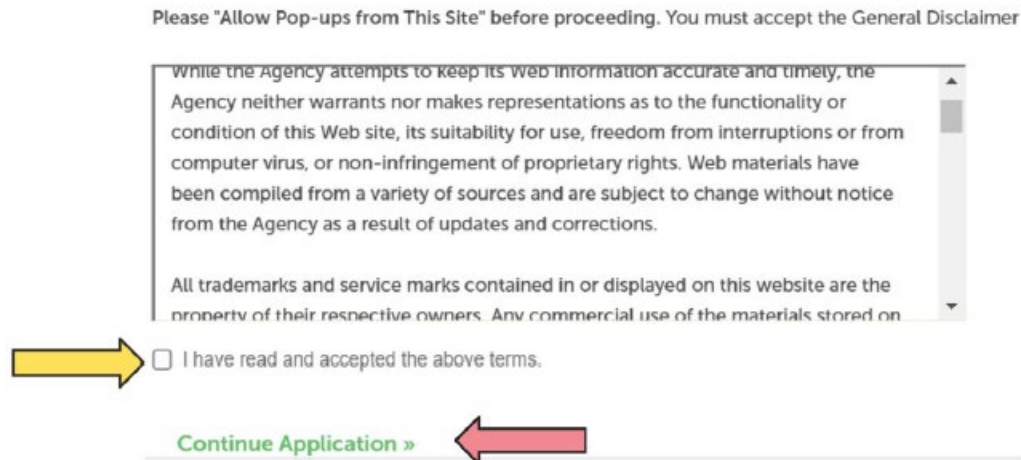 Please "Allow Pop-ups from This Site" before proceeding. You must accept the General Disclaimer
While the Agency attempts to keep its Web information accurate and timely, the
Agency neither warrants nor makes representations as to the functionality or
condition of this Web site, its suitability for use, freedom from interruptions or from
computer virus, or non-infringement of proprietary rights. Web materials have
been compiled from a variety of sources and are subject to change without notice
from the Agency as a result of updates and corrections.
All trademarks and service marks contained in or displayed on this website are the
property of their respective owners. Any commercial use of the materials stored on
I have read and accepted the above terms.
Continue Application »